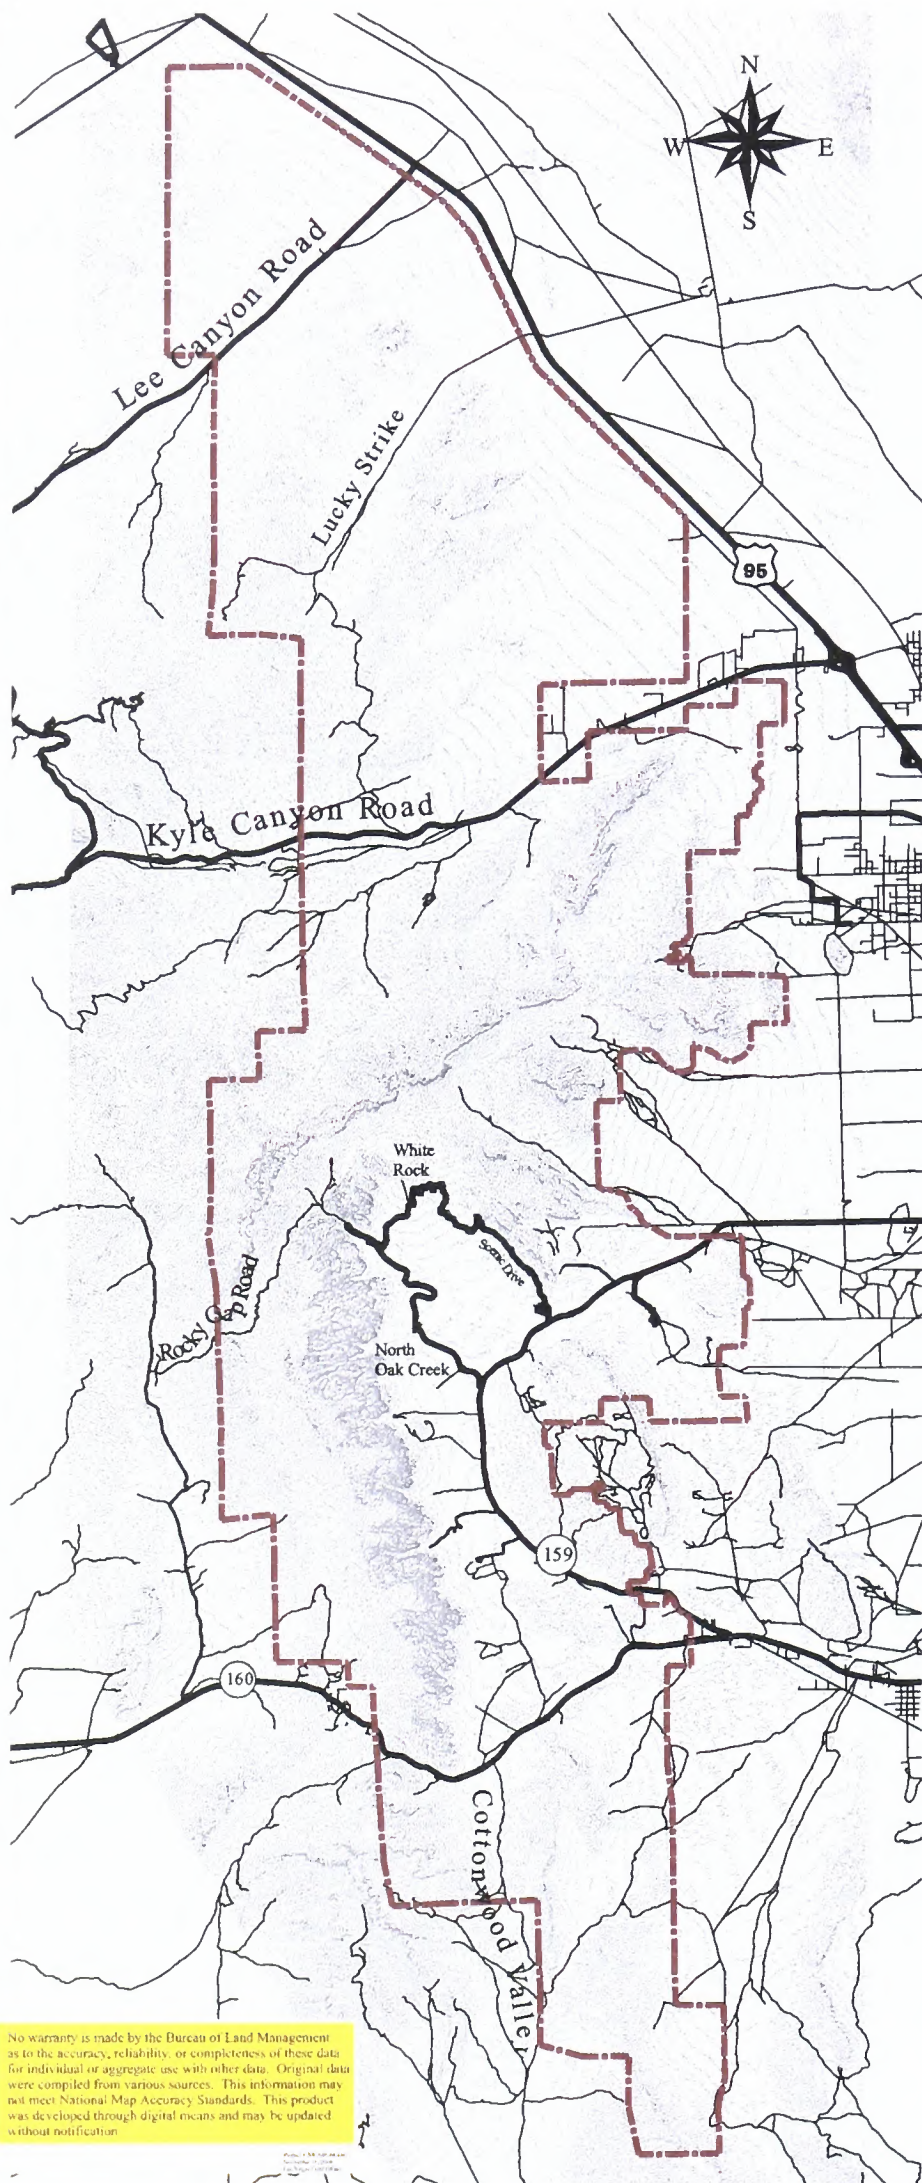 N
W E
S
Lee Canyon Road
Lucky Strike
95
Kyle Canyon Road
White
Rock
Scenic Drive
Rocky Gap Road
North
Oak Creek
159
160
Cottonwood Valley
No warranty is made by the Bureau of Land Management
as to the accuracy, reliability, or completeness of these data
for individual or aggregate use with other data. Original data
were compiled from various sources. This information may
not meet National Map Accuracy Standards. This product
was developed through digital means and may be updated
without notification